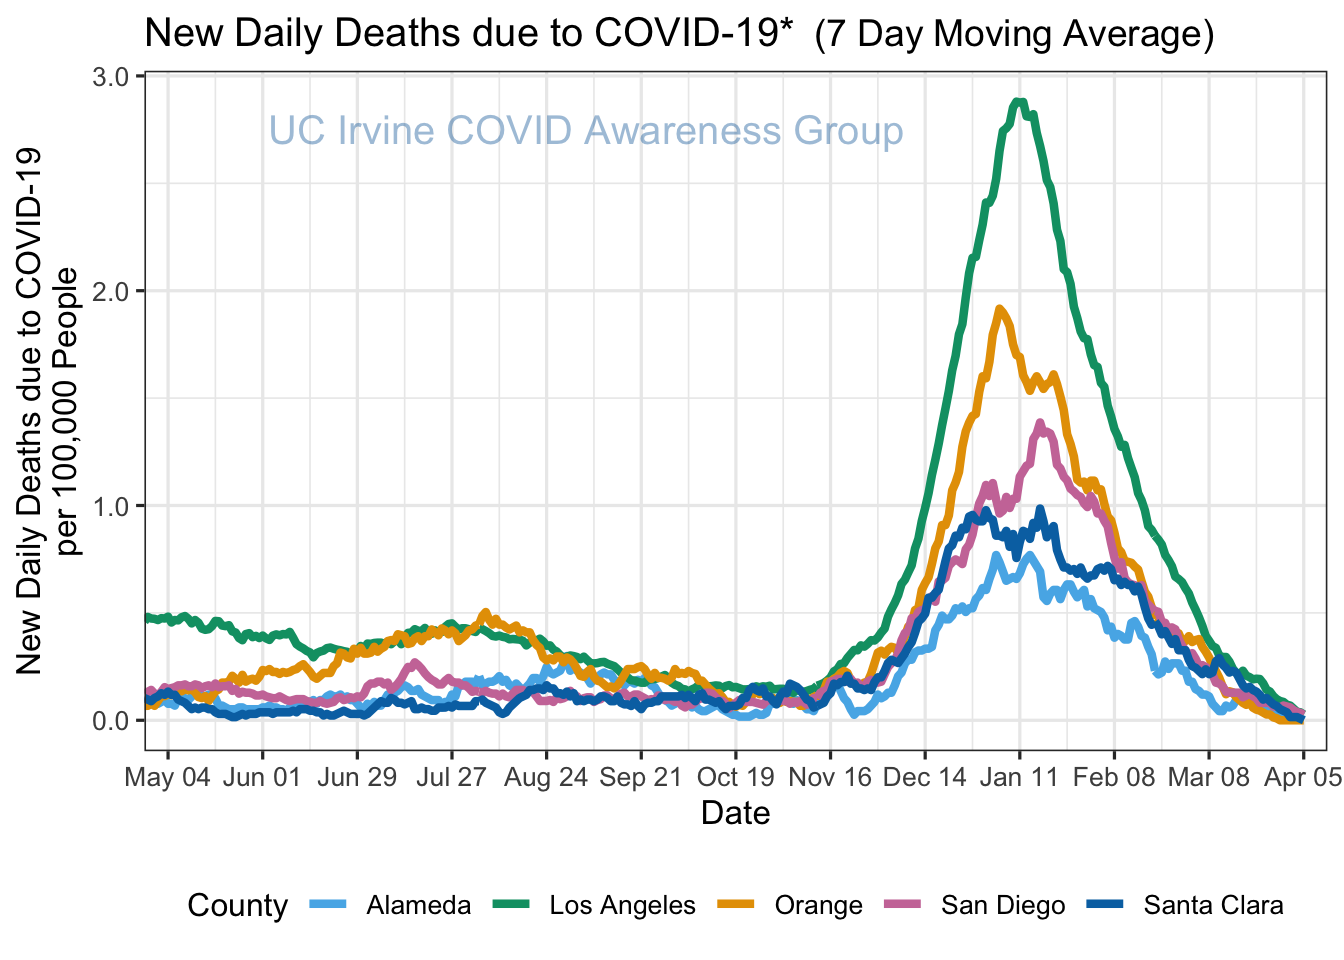 New Daily Deaths due to COVID-19* (7 Day Moving Average)
UC Irvine COVID Awareness Group
New Daily Deaths due to COVID-19
per 100,000 People
3.0
2.0
1.0
0.0
May 04 Jun 01 Jun 29 Jul 27 Aug 24 Sep 21 Oct 19 Nov 16 Dec 14 Jan 11 Feb 08 Mar 08 Apr 05
Date
County Alameda Los Angeles Orange San Diego Santa Clara